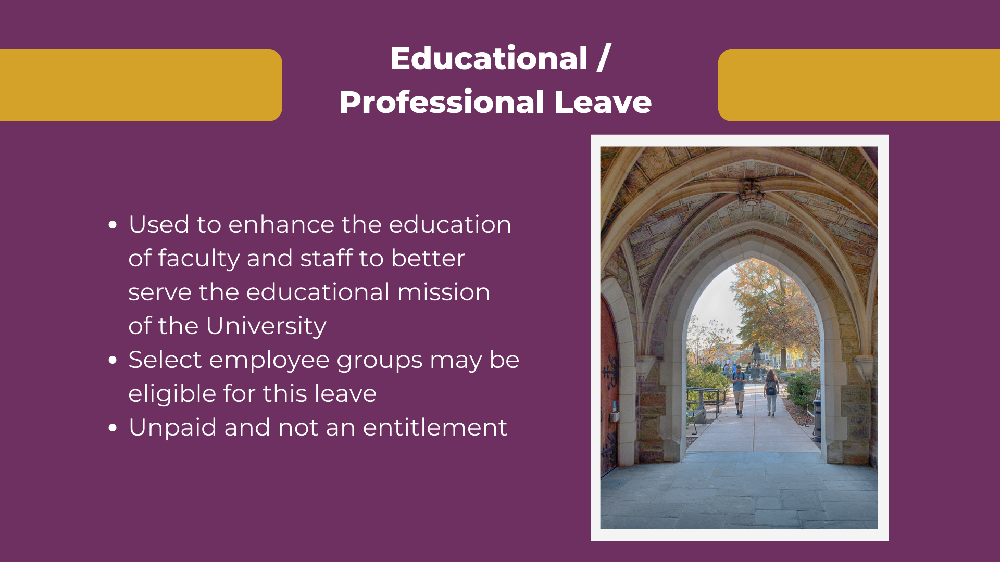 Educational /
Professional Leave
• Used to enhance the education
of faculty and staff to better
serve the educational mission
of the University
• Select employee groups may be
eligible for this leave
• Unpaid and not an entitlement